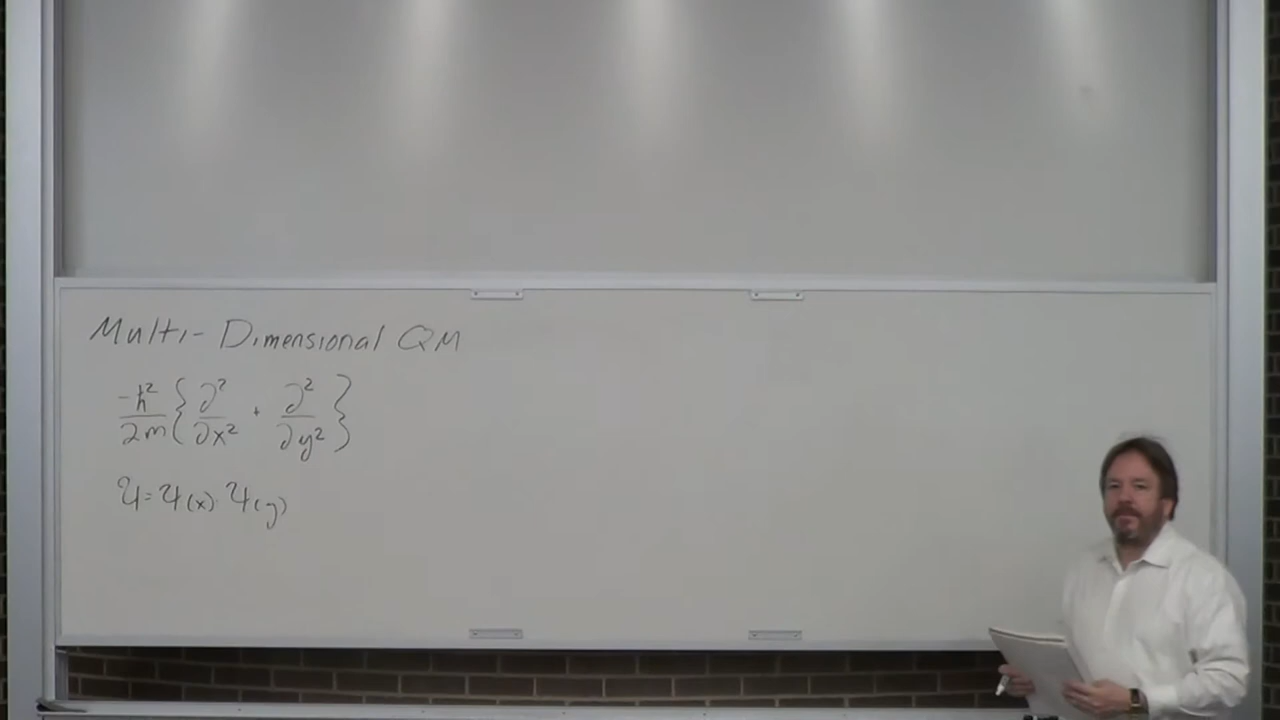 Multi-Dimensional QM
-ħ²/2m { ∂²/∂x² + ∂²/∂y² }
Ψ = Ψ(x) · Ψ(y)